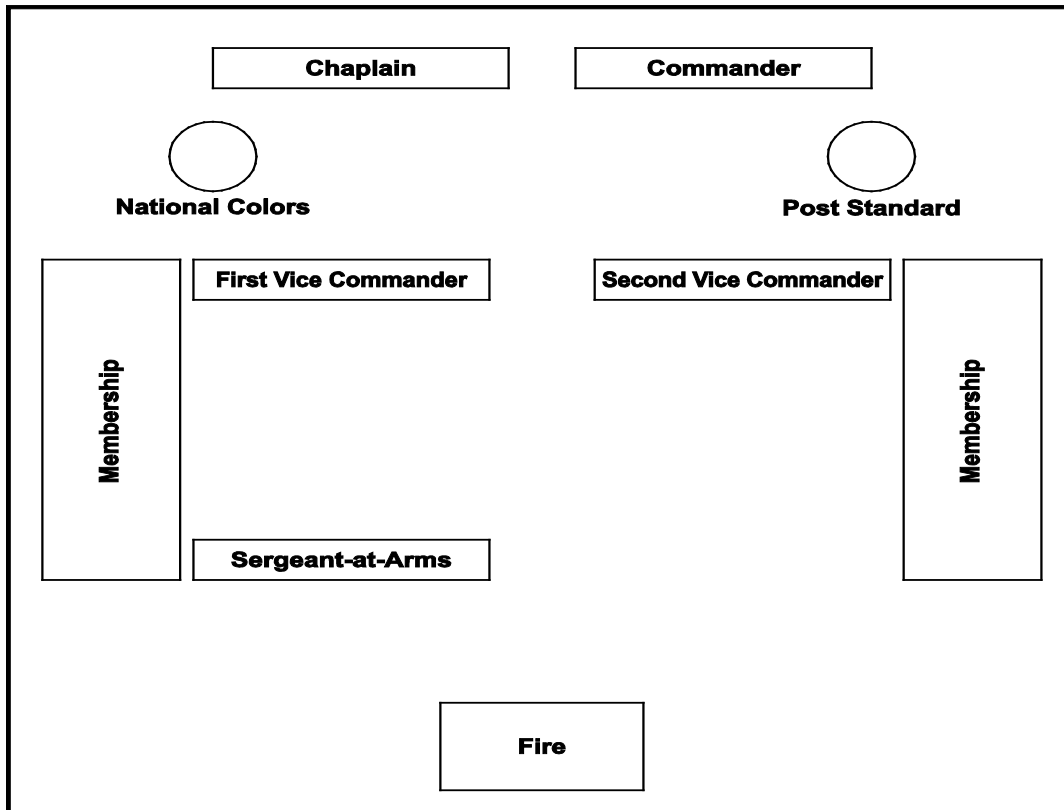 Chaplain
Commander
National Colors
Post Standard
First Vice Commander
Second Vice Commander
Membership
Membership
Sergeant-at-Arms
Fire